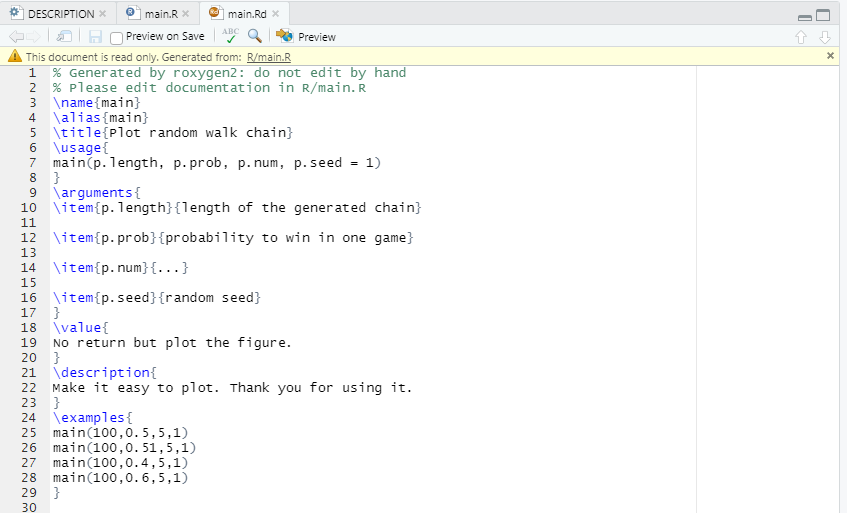 DESCRIPTION × main.R × main.Rd ×
Preview on Save ABC Preview
This document is read only. Generated from: R/main.R ×
1 % Generated by roxygen2: do not edit by hand
2 % Please edit documentation in R/main.R
3 \name{main}
4 \alias{main}
5 \title{Plot random walk chain}
6 \usage{
7 main(p.length, p.prob, p.num, p.seed = 1)
8 }
9 \arguments{
10 \item{p.length}{length of the generated chain}
11
12 \item{p.prob}{probability to win in one game}
13
14 \item{p.num}{...}
15
16 \item{p.seed}{random seed}
17 }
18 \value{
19 No return but plot the figure.
20 }
21 \description{
22 Make it easy to plot. Thank you for using it.
23 }
24 \examples{
25 main(100,0.5,5,1)
26 main(100,0.51,5,1)
27 main(100,0.4,5,1)
28 main(100,0.6,5,1)
29 }
30